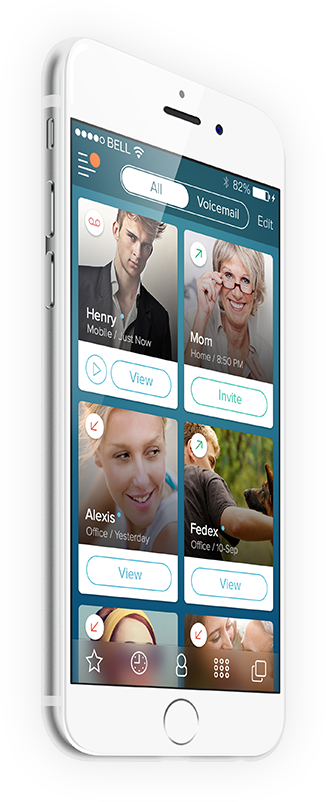 BELL 82%
All Voicemail Edit
Henry
Mobile / Just Now
View
Mom
Home / 8:50 PM
Invite
Alexis
Office / Yesterday
View
Fedex
Office / 10-Sep
View